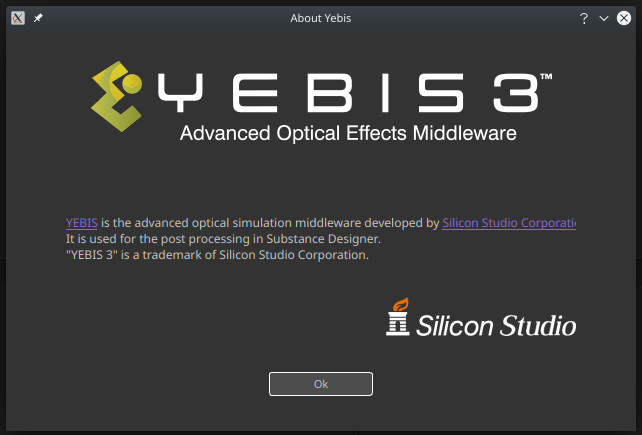 About Yebis
YEBIS 3™
Advanced Optical Effects Middleware
YEBIS is the advanced optical simulation middleware developed by Silicon Studio Corporati
It is used for the post processing in Substance Designer.
"YEBIS 3" is a trademark of Silicon Studio Corporation.
Silicon Studio
Ok